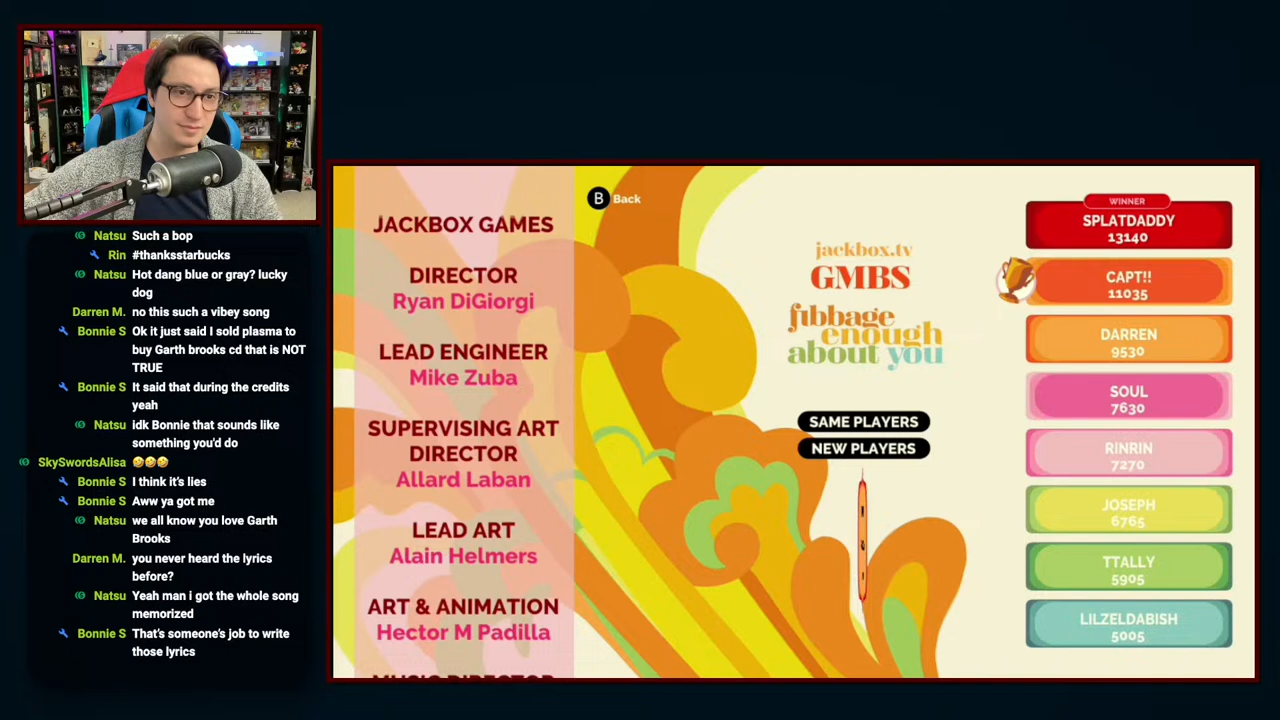 Natsu Such a bop
Rin #thanksstarbucks
Natsu Hot dang blue or gray? lucky
dog
Darren M. no this such a vibey song
Bonnie S Ok it just said I sold plasma to
buy Garth brooks cd that is NOT
TRUE
Bonnie S It said that during the credits
yeah
Natsu idk Bonnie that sounds like
something you'd do
SkySwordsAlisa 🤣🤣🤣
Bonnie S I think it's lies
Bonnie S Aww ya got me
Natsu we all know you love Garth
Brooks
Darren M. you never heard the lyrics
before?
Natsu Yeah man i got the whole song
memorized
Bonnie S That's someone's job to write
those lyrics
JACKBOX GAMES
DIRECTOR
Ryan DiGiorgi
LEAD ENGINEER
Mike Zuba
SUPERVISING ART
DIRECTOR
Allard Laban
LEAD ART
Alain Helmers
ART & ANIMATION
Hector M Padilla
MUSIC DIRECTOR
B Back
jackbox.tv
GMBS
fibbage
enough
about you
SAME PLAYERS
NEW PLAYERS
WINNER
SPLATDADDY
13140
CAPT!!
11035
DARREN
9530
SOUL
7630
RINRIN
7270
JOSEPH
6765
TTALLY
5905
LILZELDABISH
5005